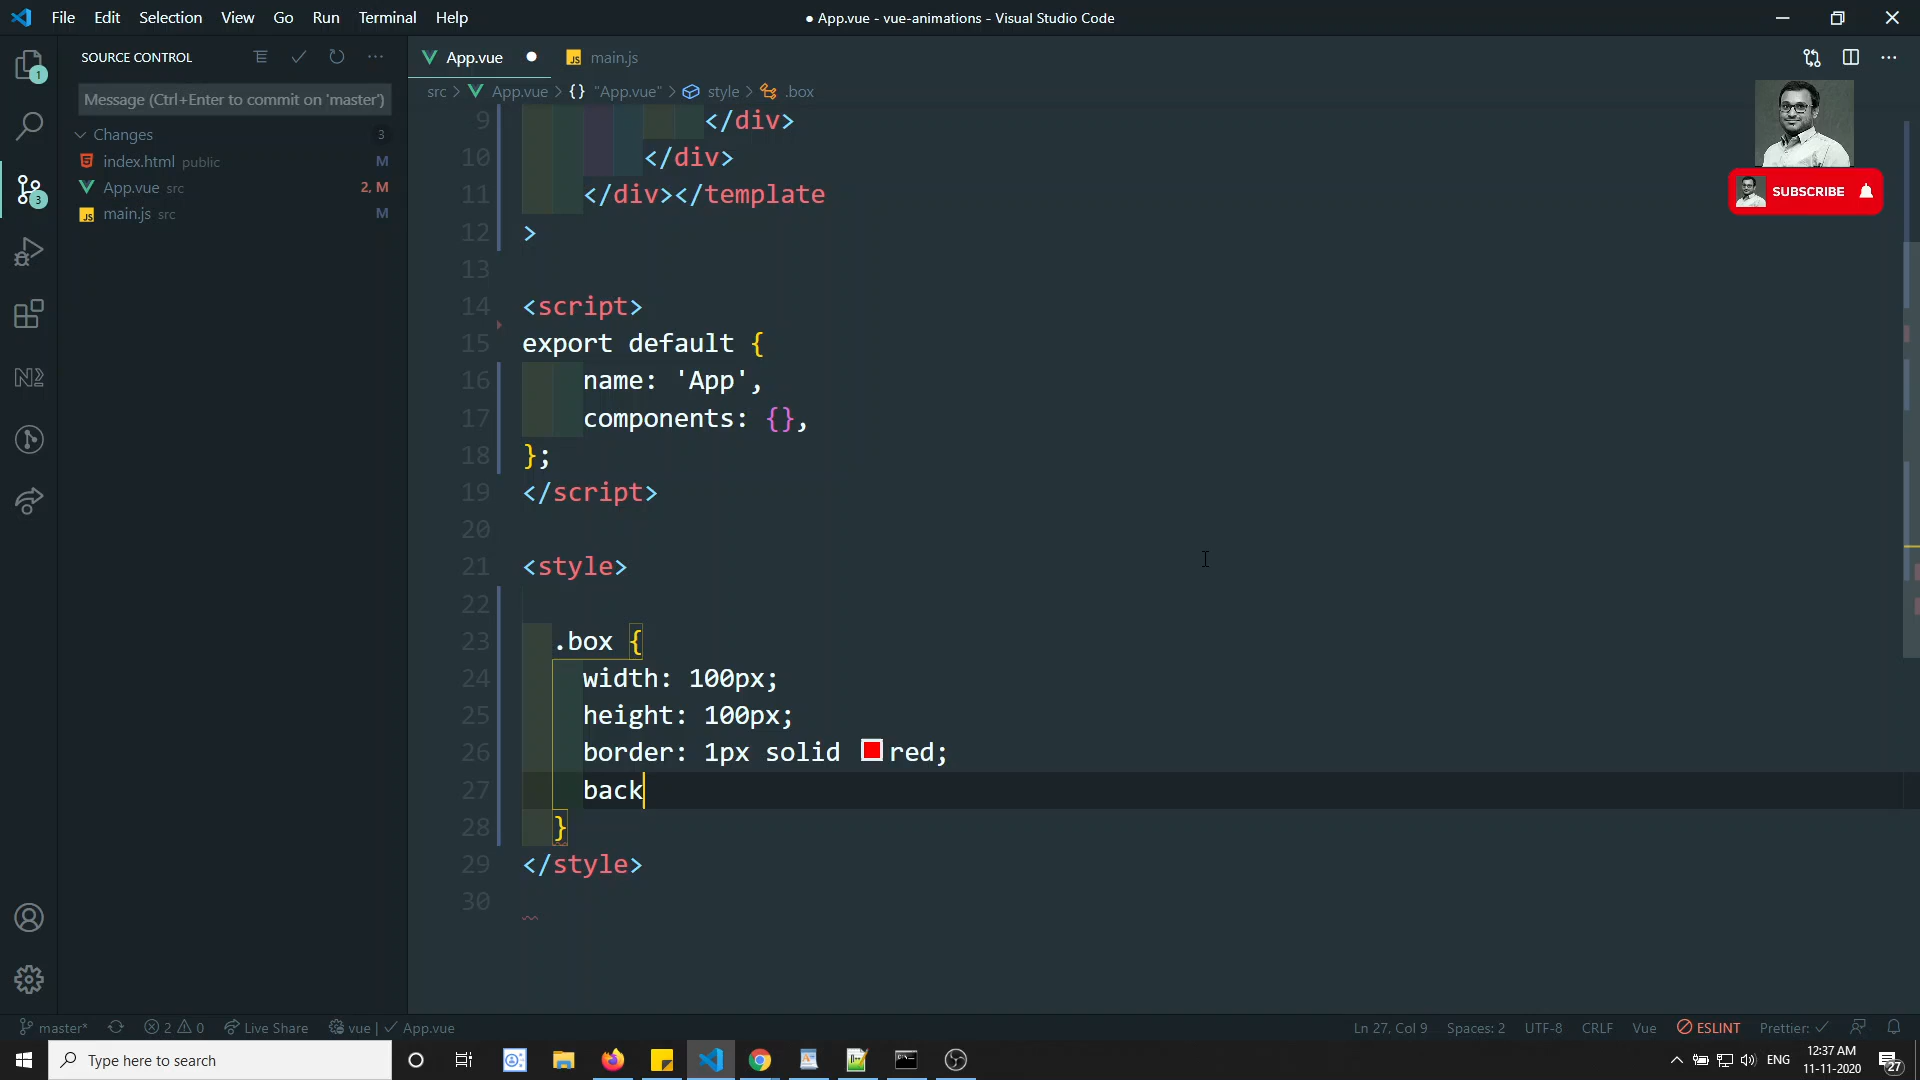 File Edit Selection View Go Run Terminal Help
● App.vue - vue-animations - Visual Studio Code
SOURCE CONTROL
Message (Ctrl+Enter to commit on 'master')
Changes 3
index.html public M
App.vue src 2, M
main.js src M
1
3
App.vue ●
JS main.js
src > App.vue > {} "App.vue" > style > .box
9 </div>
10 </div>
11 </div></template
12 >
13
14 <script>
15 export default {
16 name: 'App',
17 components: {},
18 };
19 </script>
20
21 <style>
22
23 .box {
24 width: 100px;
25 height: 100px;
26 border: 1px solid red;
27 back
28 }
29 </style>
30
SUBSCRIBE
master* 2 0 Live Share vue | App.vue
Ln 27, Col 9 Spaces: 2 UTF-8 CRLF Vue ESLINT Prettier: ✓
Type here to search
ENG
12:37 AM
11-11-2020
27